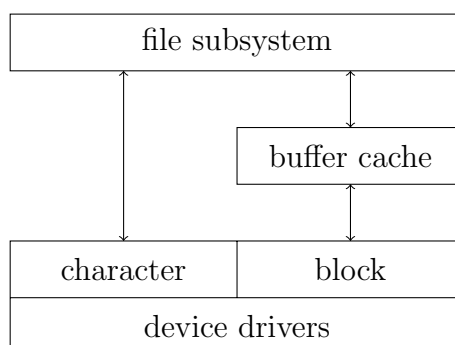 file subsystem
buffer cache
character
block
device drivers